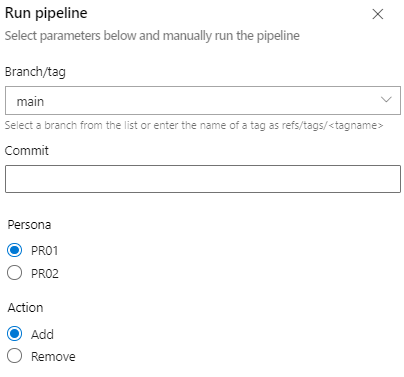 Run pipeline
Select parameters below and manually run the pipeline
Branch/tag
main
Select a branch from the list or enter the name of a tag as refs/tags/<tagname>
Commit
Persona
PR01
PR02
Action
Add
Remove